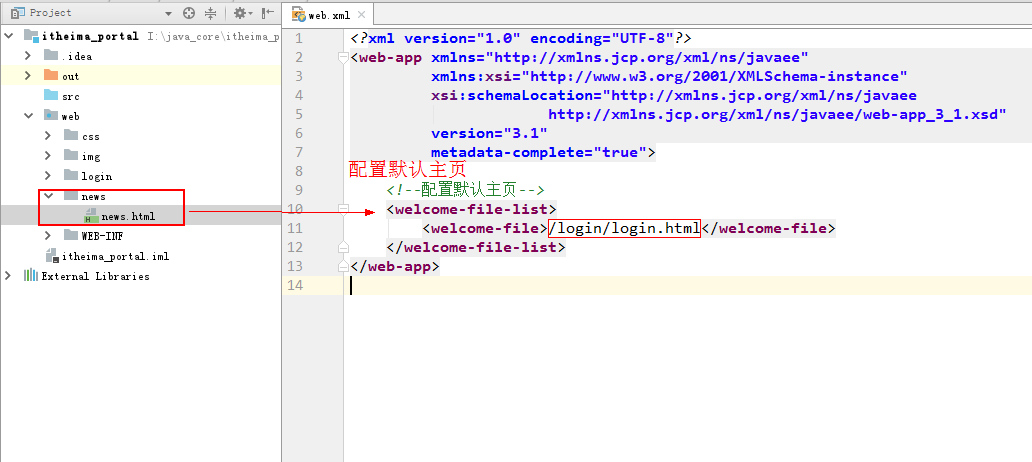 Project
web.xml
itheima_portal I:\java_core\itheima_p
.idea
out
src
web
css
img
login
news
news.html
WEB-INF
itheima_portal.iml
External Libraries
1 <?xml version="1.0" encoding="UTF-8"?>
2 <web-app xmlns="http://xmlns.jcp.org/xml/ns/javaee"
3 xmlns:xsi="http://www.w3.org/2001/XMLSchema-instance"
4 xsi:schemaLocation="http://xmlns.jcp.org/xml/ns/javaee
5 http://xmlns.jcp.org/xml/ns/javaee/web-app_3_1.xsd"
6 version="3.1"
7 metadata-complete="true">
8 配置默认主页
9 <!--配置默认主页-->
10 <welcome-file-list>
11 <welcome-file>/login/login.html</welcome-file>
12 </welcome-file-list>
13 </web-app>
14